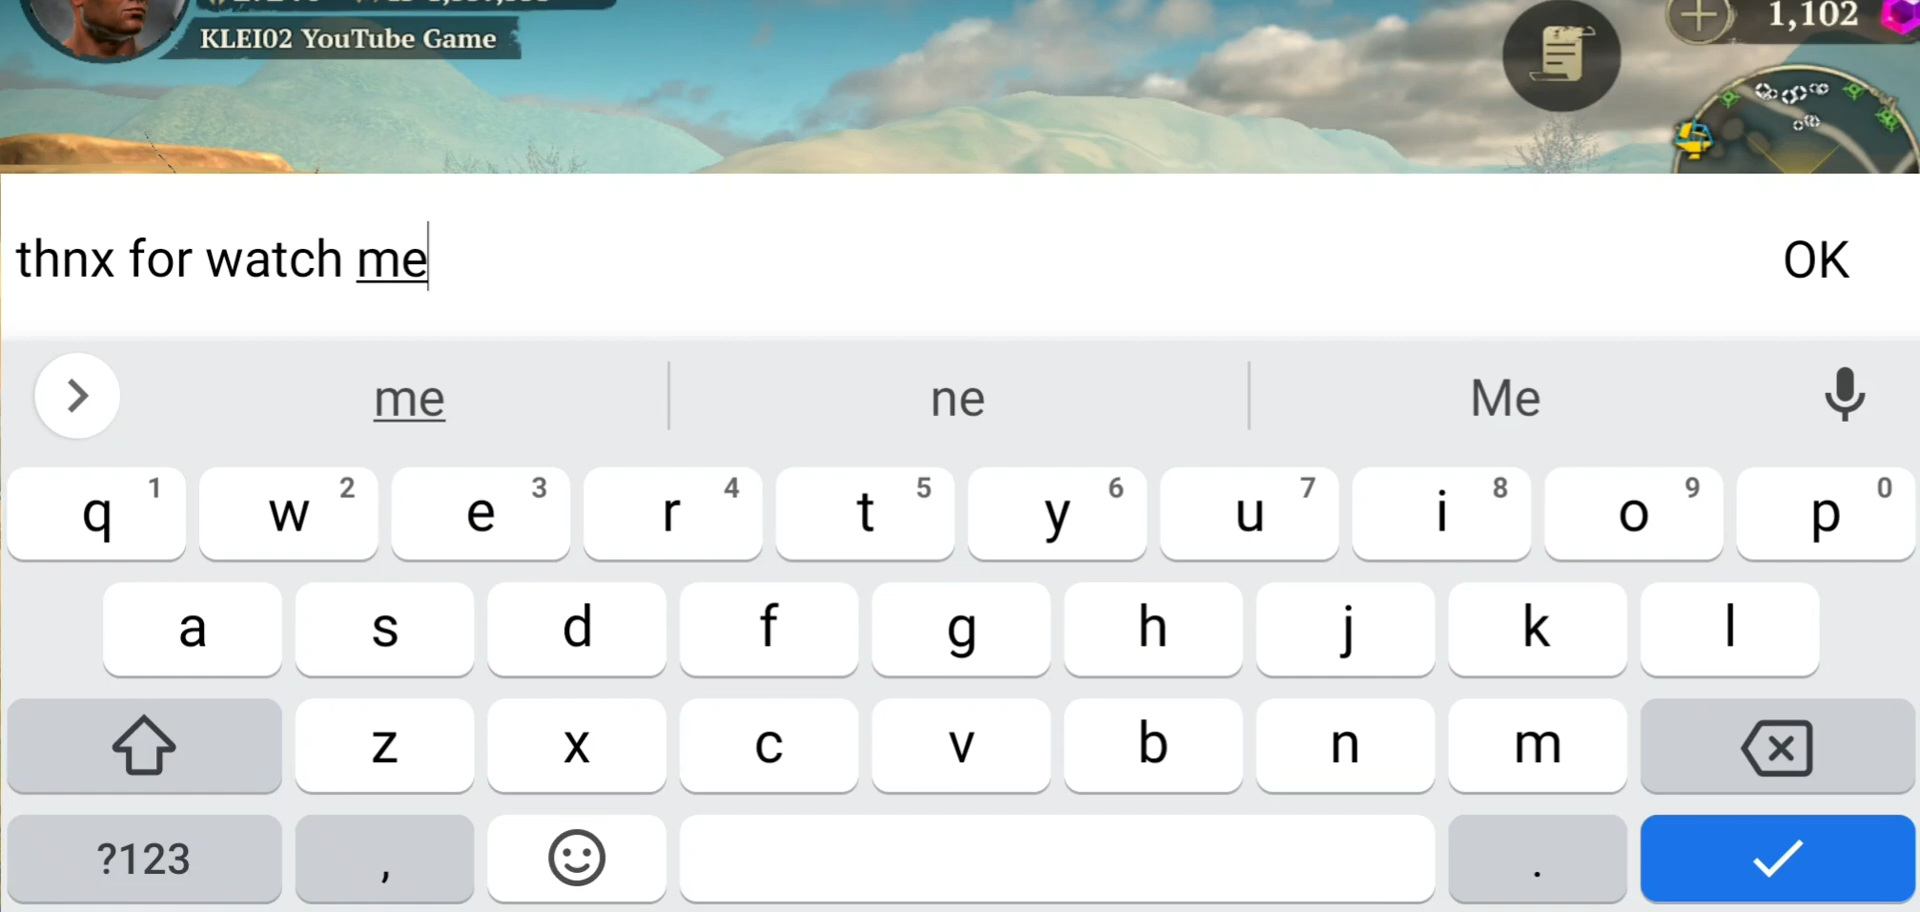 KLEI02 YouTube Game
1,102
thnx for watch me
OK
me ne Me
q 1 w 2 e 3 r 4 t 5 y 6 u 7 i 8 o 9 p 0
a s d f g h j k l
z x c v b n m
?123 , .